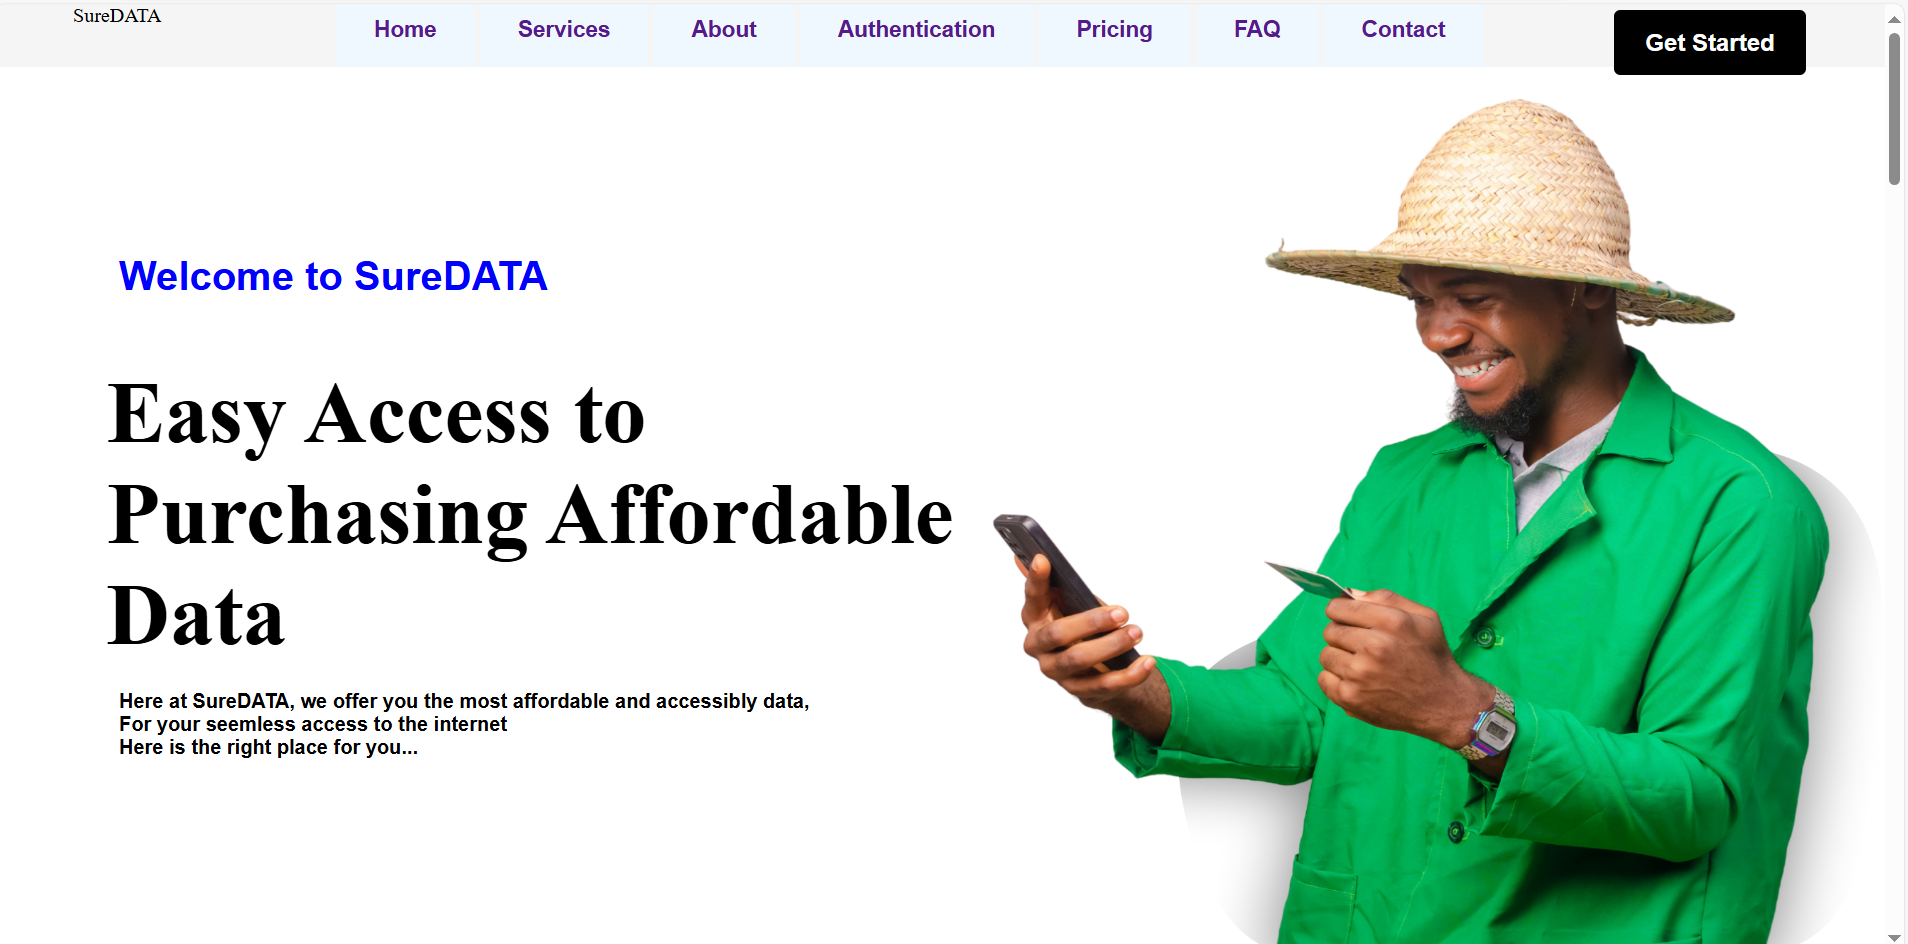 SureDATA
Home Services About Authentication Pricing FAQ Contact
Get Started
Welcome to SureDATA
Easy Access to
Purchasing Affordable
Data
Here at SureDATA, we offer you the most affordable and accessibly data,
For your seemless access to the internet
Here is the right place for you...